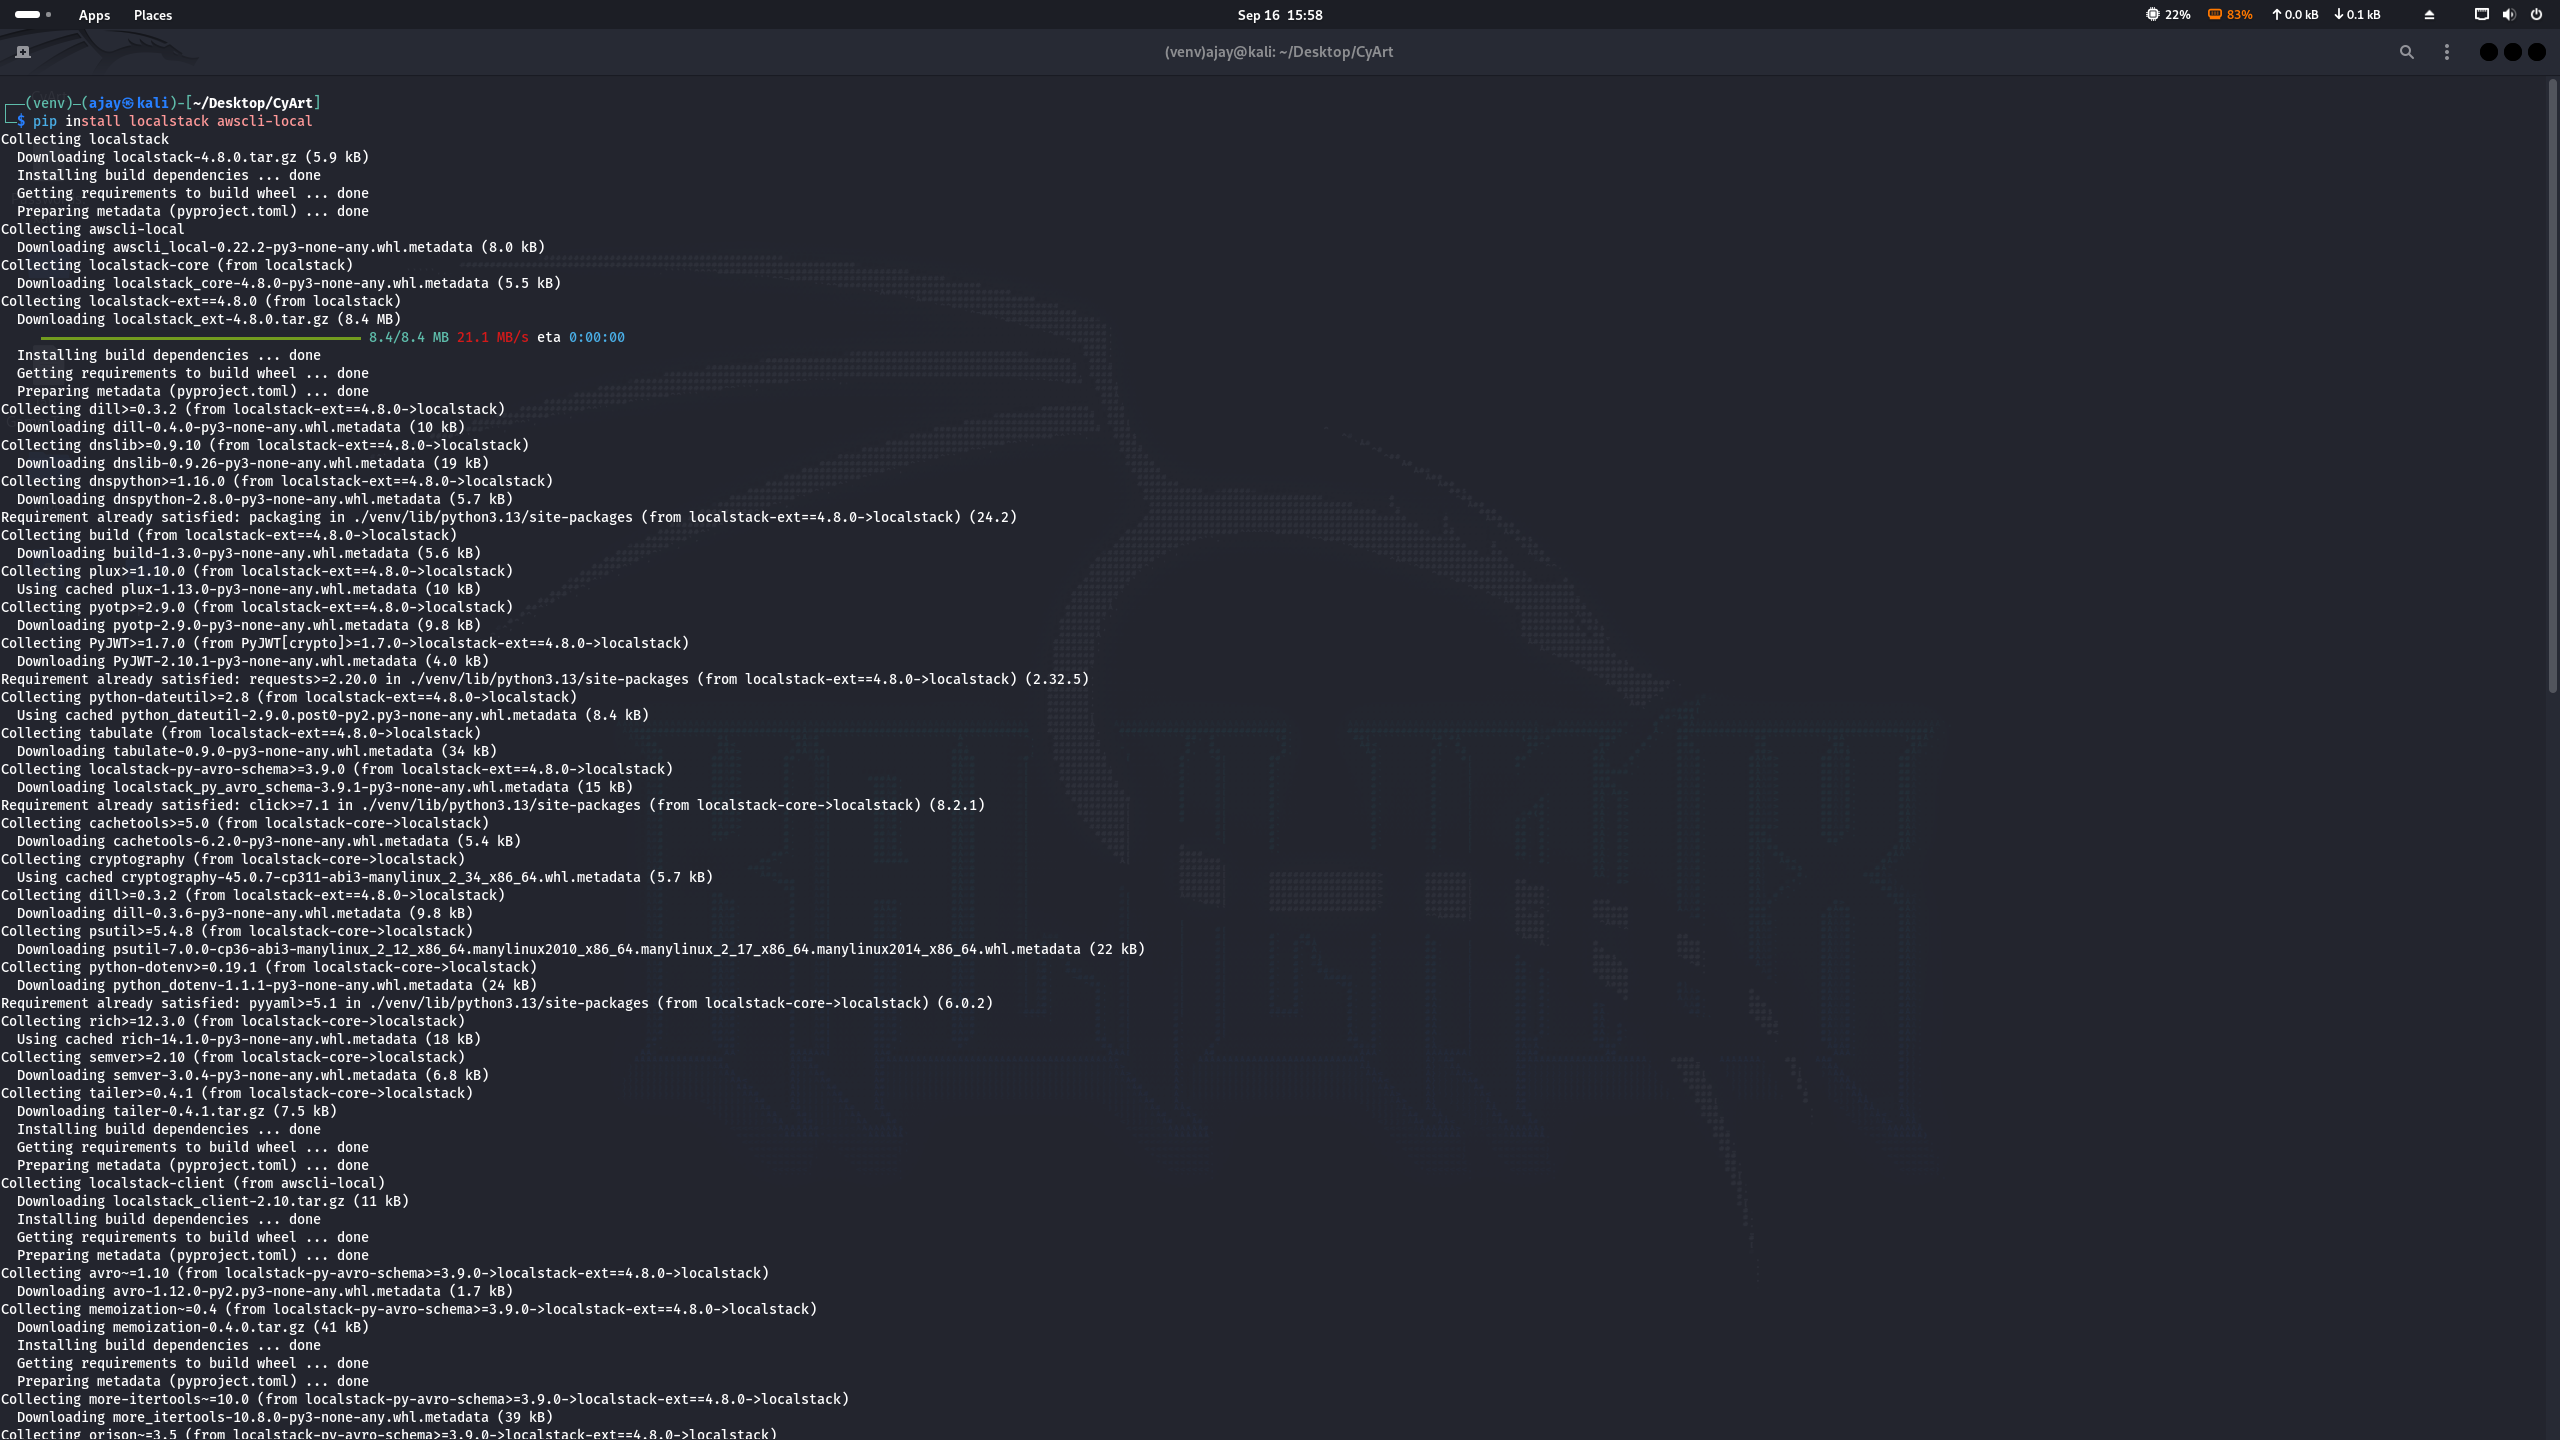 Apps Places Sep 16 15:58 22% 83% 0.0 kB 0.1 kB
(venv)ajay@kali: ~/Desktop/CyArt
┌──(venv)─(ajay㉿kali)-[~/Desktop/CyArt]
└─$ pip install localstack awscli-local
Collecting localstack
  Downloading localstack-4.8.0.tar.gz (5.9 kB)
  Installing build dependencies ... done
  Getting requirements to build wheel ... done
  Preparing metadata (pyproject.toml) ... done
Collecting awscli-local
  Downloading awscli_local-0.22.2-py3-none-any.whl.metadata (8.0 kB)
Collecting localstack-core (from localstack)
  Downloading localstack_core-4.8.0-py3-none-any.whl.metadata (5.5 kB)
Collecting localstack-ext==4.8.0 (from localstack)
  Downloading localstack_ext-4.8.0.tar.gz (8.4 MB)
8.4/8.4 MB 21.1 MB/s eta 0:00:00
  Installing build dependencies ... done
  Getting requirements to build wheel ... done
  Preparing metadata (pyproject.toml) ... done
Collecting dill>=0.3.2 (from localstack-ext==4.8.0->localstack)
  Downloading dill-0.4.0-py3-none-any.whl.metadata (10 kB)
Collecting dnslib>=0.9.10 (from localstack-ext==4.8.0->localstack)
  Downloading dnslib-0.9.26-py3-none-any.whl.metadata (19 kB)
Collecting dnspython>=1.16.0 (from localstack-ext==4.8.0->localstack)
  Downloading dnspython-2.8.0-py3-none-any.whl.metadata (5.7 kB)
Requirement already satisfied: packaging in ./venv/lib/python3.13/site-packages (from localstack-ext==4.8.0->localstack) (24.2)
Collecting build (from localstack-ext==4.8.0->localstack)
  Downloading build-1.3.0-py3-none-any.whl.metadata (5.6 kB)
Collecting plux>=1.10.0 (from localstack-ext==4.8.0->localstack)
  Using cached plux-1.13.0-py3-none-any.whl.metadata (10 kB)
Collecting pyotp>=2.9.0 (from localstack-ext==4.8.0->localstack)
  Downloading pyotp-2.9.0-py3-none-any.whl.metadata (9.8 kB)
Collecting PyJWT>=1.7.0 (from PyJWT[crypto]>=1.7.0->localstack-ext==4.8.0->localstack)
  Downloading PyJWT-2.10.1-py3-none-any.whl.metadata (4.0 kB)
Requirement already satisfied: requests>=2.20.0 in ./venv/lib/python3.13/site-packages (from localstack-ext==4.8.0->localstack) (2.32.5)
Collecting python-dateutil>=2.8 (from localstack-ext==4.8.0->localstack)
  Using cached python_dateutil-2.9.0.post0-py2.py3-none-any.whl.metadata (8.4 kB)
Collecting tabulate (from localstack-ext==4.8.0->localstack)
  Downloading tabulate-0.9.0-py3-none-any.whl.metadata (34 kB)
Collecting localstack-py-avro-schema>=3.9.0 (from localstack-ext==4.8.0->localstack)
  Downloading localstack_py_avro_schema-3.9.1-py3-none-any.whl.metadata (15 kB)
Requirement already satisfied: click>=7.1 in ./venv/lib/python3.13/site-packages (from localstack-core->localstack) (8.2.1)
Collecting cachetools>=5.0 (from localstack-core->localstack)
  Downloading cachetools-6.2.0-py3-none-any.whl.metadata (5.4 kB)
Collecting cryptography (from localstack-core->localstack)
  Using cached cryptography-45.0.7-cp311-abi3-manylinux_2_34_x86_64.whl.metadata (5.7 kB)
Collecting dill>=0.3.2 (from localstack-ext==4.8.0->localstack)
  Downloading dill-0.3.6-py3-none-any.whl.metadata (9.8 kB)
Collecting psutil>=5.4.8 (from localstack-core->localstack)
  Downloading psutil-7.0.0-cp36-abi3-manylinux_2_12_x86_64.manylinux2010_x86_64.manylinux_2_17_x86_64.manylinux2014_x86_64.whl.metadata (22 kB)
Collecting python-dotenv>=0.19.1 (from localstack-core->localstack)
  Downloading python_dotenv-1.1.1-py3-none-any.whl.metadata (24 kB)
Requirement already satisfied: pyyaml>=5.1 in ./venv/lib/python3.13/site-packages (from localstack-core->localstack) (6.0.2)
Collecting rich>=12.3.0 (from localstack-core->localstack)
  Using cached rich-14.1.0-py3-none-any.whl.metadata (18 kB)
Collecting semver>=2.10 (from localstack-core->localstack)
  Downloading semver-3.0.4-py3-none-any.whl.metadata (6.8 kB)
Collecting tailer>=0.4.1 (from localstack-core->localstack)
  Downloading tailer-0.4.1.tar.gz (7.5 kB)
  Installing build dependencies ... done
  Getting requirements to build wheel ... done
  Preparing metadata (pyproject.toml) ... done
Collecting localstack-client (from awscli-local)
  Downloading localstack_client-2.10.tar.gz (11 kB)
  Installing build dependencies ... done
  Getting requirements to build wheel ... done
  Preparing metadata (pyproject.toml) ... done
Collecting avro~=1.10 (from localstack-py-avro-schema>=3.9.0->localstack-ext==4.8.0->localstack)
  Downloading avro-1.12.0-py2.py3-none-any.whl.metadata (1.7 kB)
Collecting memoization~=0.4 (from localstack-py-avro-schema>=3.9.0->localstack-ext==4.8.0->localstack)
  Downloading memoization-0.4.0.tar.gz (41 kB)
  Installing build dependencies ... done
  Getting requirements to build wheel ... done
  Preparing metadata (pyproject.toml) ... done
Collecting more-itertools~=10.0 (from localstack-py-avro-schema>=3.9.0->localstack-ext==4.8.0->localstack)
  Downloading more_itertools-10.8.0-py3-none-any.whl.metadata (39 kB)
Collecting orjson~=3.5 (from localstack-py-avro-schema>=3.9.0->localstack-ext==4.8.0->localstack)